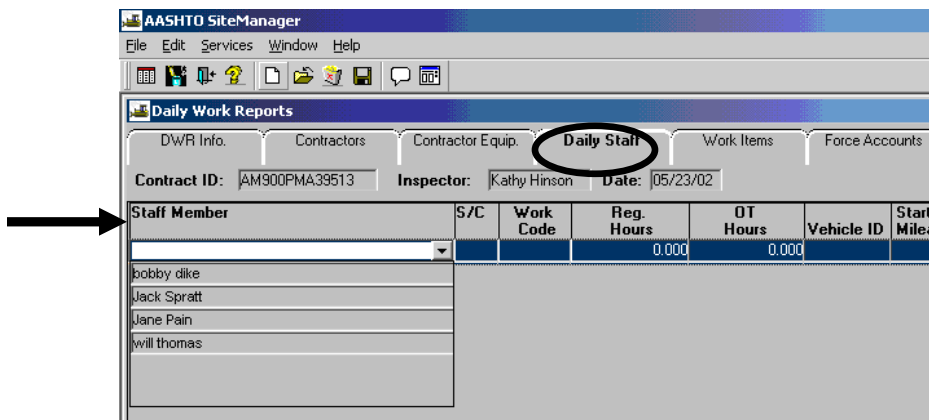 AASHTO SiteManager
File Edit Services Window Help
Daily Work Reports
DWR Info. Contractors Contractor Equip. Daily Staff Work Items Force Accounts
Contract ID: AM900PMA39513 Inspector: Kathy Hinson Date: 05/23/02
Staff Member S/C Work Code Reg. Hours OT Hours Vehicle ID
0.000 0.000
bobby dike
Jack Spratt
Jane Pain
will thomas